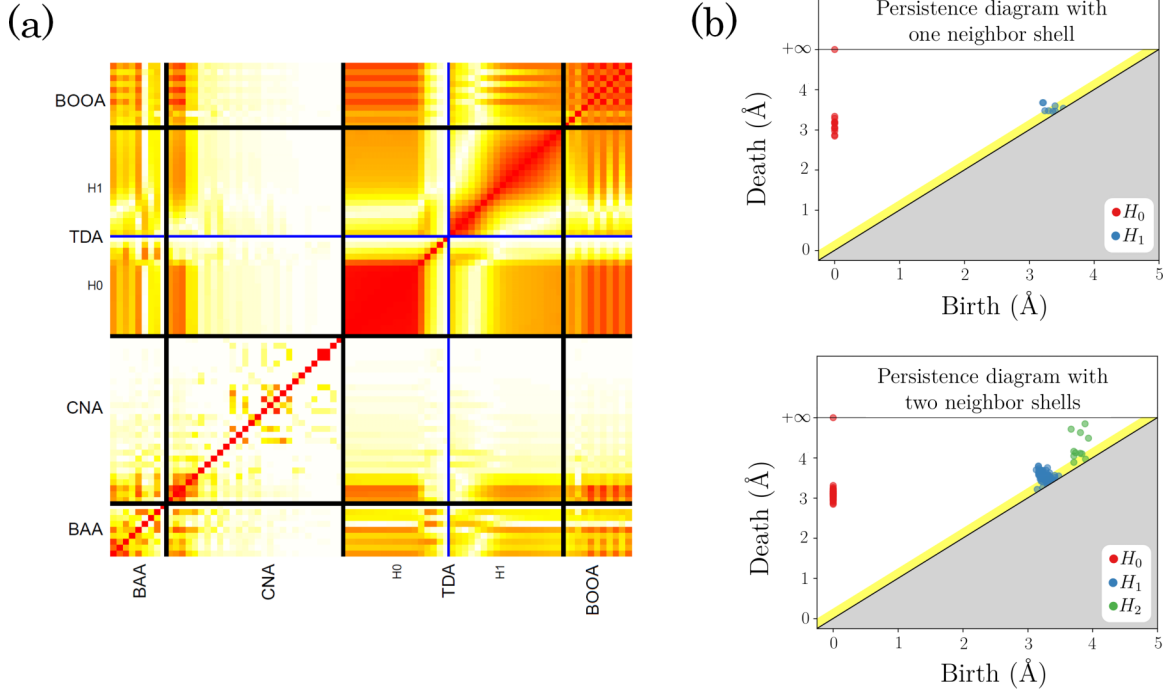 (a)
BOOA
H1
TDA
H0
CNA
BAA
BAA
CNA
H0
TDA
H1
BOOA
(b)
Persistence diagram with
one neighbor shell
+∞
4
3
2
1
0
Death (Å)
H₀
H₁
0 1 2 3 4 5
Birth (Å)
Persistence diagram with
two neighbor shells
+∞
4
3
2
1
0
Death (Å)
H₀
H₁
H₂
0 1 2 3 4 5
Birth (Å)